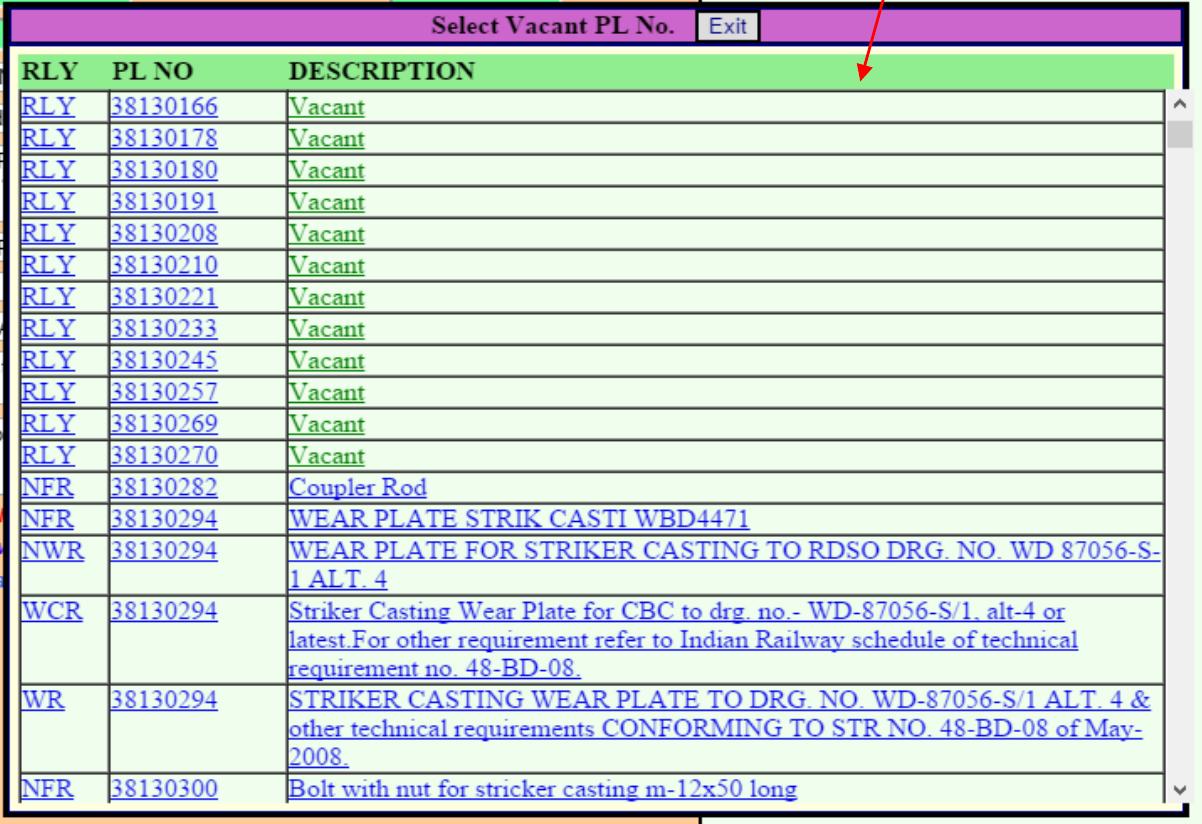 Select Vacant PL No. Exit
RLY PL NO DESCRIPTION
RLY 38130166 Vacant
RLY 38130178 Vacant
RLY 38130180 Vacant
RLY 38130191 Vacant
RLY 38130208 Vacant
RLY 38130210 Vacant
RLY 38130221 Vacant
RLY 38130233 Vacant
RLY 38130245 Vacant
RLY 38130257 Vacant
RLY 38130269 Vacant
RLY 38130270 Vacant
NFR 38130282 Coupler Rod
NFR 38130294 WEAR PLATE STRIK CASTI WBD4471
NWR 38130294 WEAR PLATE FOR STRIKER CASTING TO RDSO DRG. NO. WD 87056-S-
1 ALT. 4
WCR 38130294 Striker Casting Wear Plate for CBC to drg. no.- WD-87056-S/1, alt-4 or
latest.For other requirement refer to Indian Railway schedule of technical
requirement no. 48-BD-08.
WR 38130294 STRIKER CASTING WEAR PLATE TO DRG. NO. WD-87056-S/1 ALT. 4 &
other technical requirements CONFORMING TO STR NO. 48-BD-08 of May-
2008.
NFR 38130300 Bolt with nut for stricker casting m-12x50 long